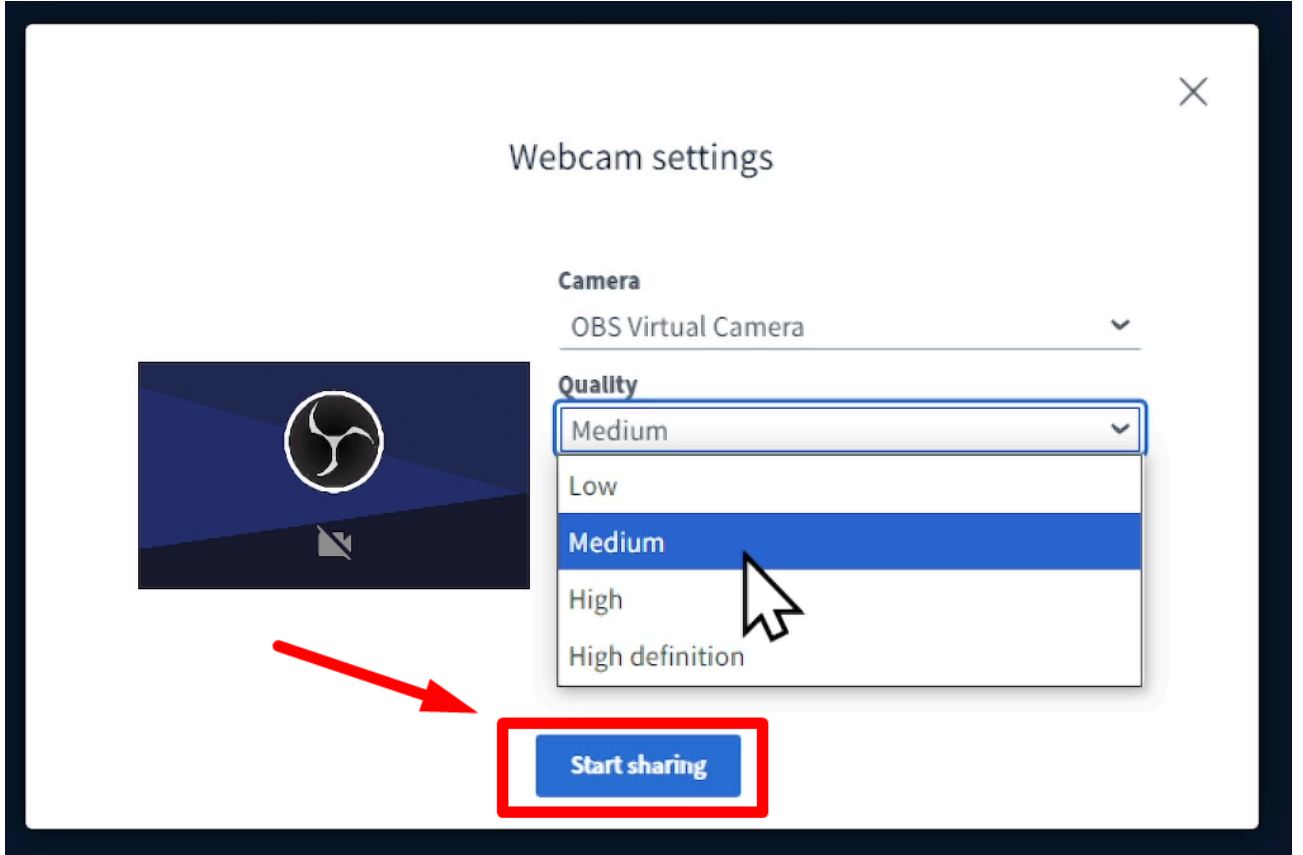 Webcam settings
Camera
OBS Virtual Camera
Quality
Medium
Low
Medium
High
High definition
Start sharing